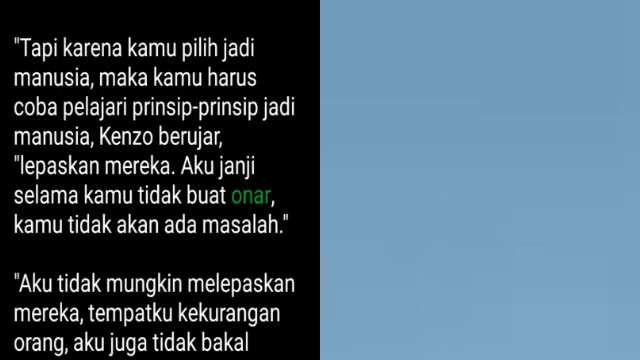 "Tapi karena kamu pilih jadi
manusia, maka kamu harus
coba pelajari prinsip-prinsip jadi
manusia, Kenzo berujar,
"lepaskan mereka. Aku janji
selama kamu tidak buat onar,
kamu tidak akan ada masalah."
"Aku tidak mungkin melepaskan
mereka, tempatku kekurangan
orang, aku juga tidak bakal